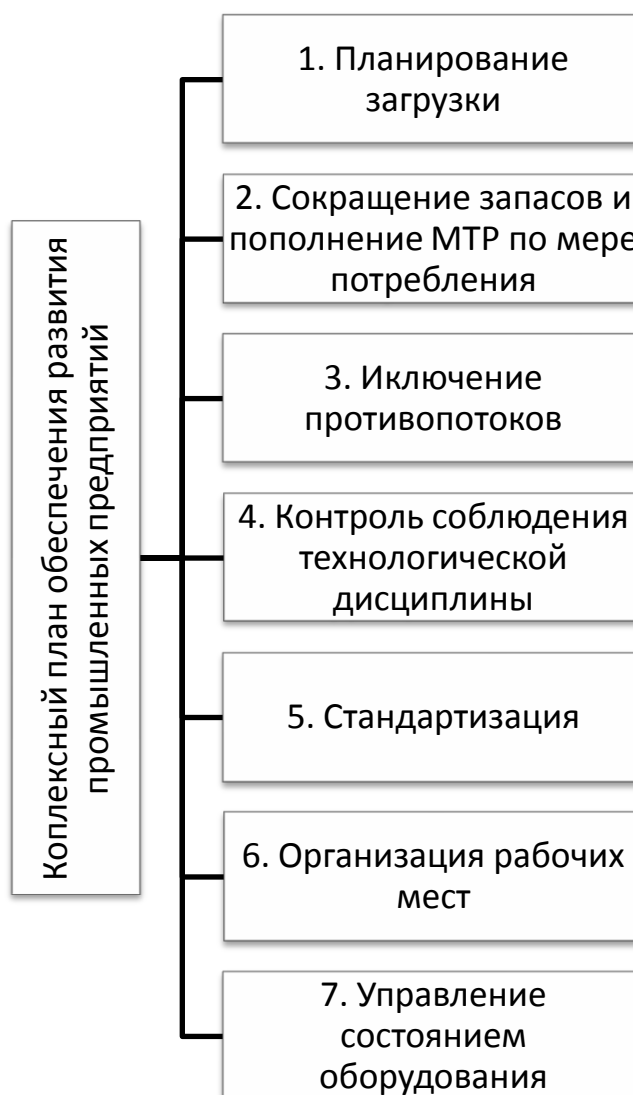 Коплексный план обеспечения развития
промышленных предприятий
1. Планирование
загрузки
2. Сокращение запасов и
пополнение МТР по мере
потребления
3. Иключение
противопотоков
4. Контроль соблюдения
технологической
дисциплины
5. Стандартизация
6. Организация рабочих
мест
7. Управление
состоянием
оборудования